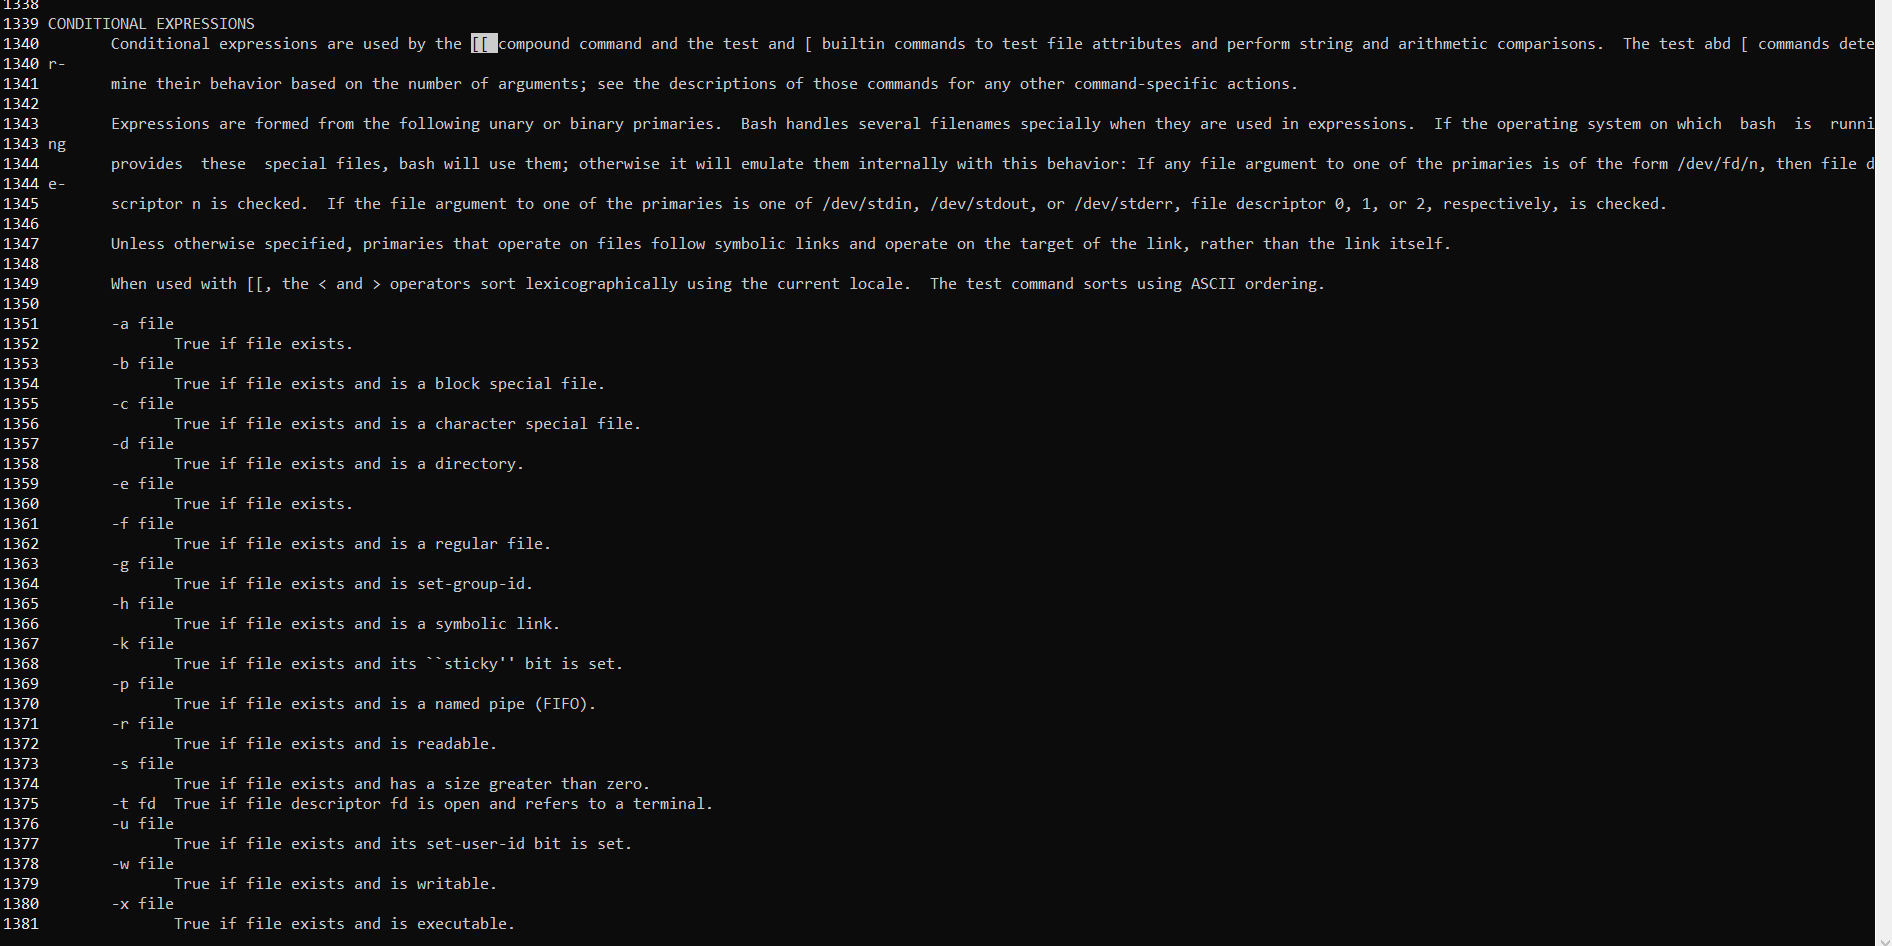 1338
1339 CONDITIONAL EXPRESSIONS
1340        Conditional expressions are used by the [[ compound command and the test and [ builtin commands to test file attributes and perform string and arithmetic comparisons.  The test abd [ commands dete
1340 r-
1341        mine their behavior based on the number of arguments; see the descriptions of those commands for any other command-specific actions.
1342
1343        Expressions are formed from the following unary or binary primaries.  Bash handles several filenames specially when they are used in expressions.  If the operating system on which  bash  is  runni
1343 ng
1344        provides  these  special files, bash will use them; otherwise it will emulate them internally with this behavior: If any file argument to one of the primaries is of the form /dev/fd/n, then file d
1344 e-
1345        scriptor n is checked.  If the file argument to one of the primaries is one of /dev/stdin, /dev/stdout, or /dev/stderr, file descriptor 0, 1, or 2, respectively, is checked.
1346
1347        Unless otherwise specified, primaries that operate on files follow symbolic links and operate on the target of the link, rather than the link itself.
1348
1349        When used with [[, the < and > operators sort lexicographically using the current locale.  The test command sorts using ASCII ordering.
1350
1351        -a file
1352               True if file exists.
1353        -b file
1354               True if file exists and is a block special file.
1355        -c file
1356               True if file exists and is a character special file.
1357        -d file
1358               True if file exists and is a directory.
1359        -e file
1360               True if file exists.
1361        -f file
1362               True if file exists and is a regular file.
1363        -g file
1364               True if file exists and is set-group-id.
1365        -h file
1366               True if file exists and is a symbolic link.
1367        -k file
1368               True if file exists and its ``sticky'' bit is set.
1369        -p file
1370               True if file exists and is a named pipe (FIFO).
1371        -r file
1372               True if file exists and is readable.
1373        -s file
1374               True if file exists and has a size greater than zero.
1375        -t fd  True if file descriptor fd is open and refers to a terminal.
1376        -u file
1377               True if file exists and its set-user-id bit is set.
1378        -w file
1379               True if file exists and is writable.
1380        -x file
1381               True if file exists and is executable.